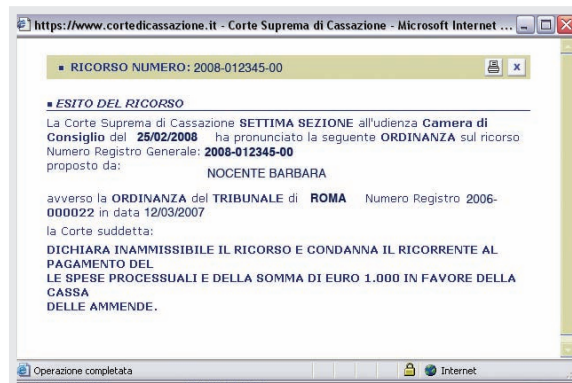 https://www.cortedicassazione.it - Corte Suprema di Cassazione - Microsoft Internet ...
RICORSO NUMERO: 2008-012345-00
ESITO DEL RICORSO
La Corte Suprema di Cassazione SETTIMA SEZIONE all'udienza Camera di
Consiglio del 25/02/2008 ha pronunciato la seguente ORDINANZA sul ricorso
Numero Registro Generale: 2008-012345-00
proposto da:
NOCENTE BARBARA
avverso la ORDINANZA del TRIBUNALE di ROMA Numero Registro 2006-
000022 in data 12/03/2007
la Corte suddetta:
DICHIARA INAMMISSIBILE IL RICORSO E CONDANNA IL RICORRENTE AL
PAGAMENTO DEL
LE SPESE PROCESSUALI E DELLA SOMMA DI EURO 1.000 IN FAVORE DELLA
CASSA
DELLE AMMENDE.
Operazione completata Internet